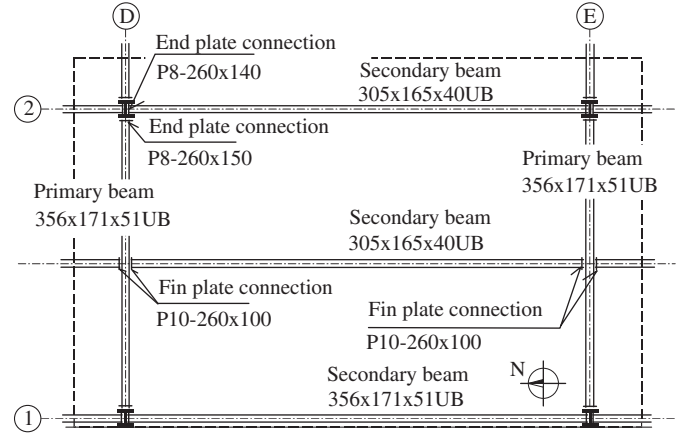 D
E
End plate connection
P8-260x140
Secondary beam
305x165x40UB
2
End plate connection
P8-260x150
Primary beam
356x171x51UB
Primary beam
356x171x51UB
Secondary beam
305x165x40UB
Fin plate connection
P10-260x100
Fin plate connection
P10-260x100
Secondary beam
356x171x51UB
N
1